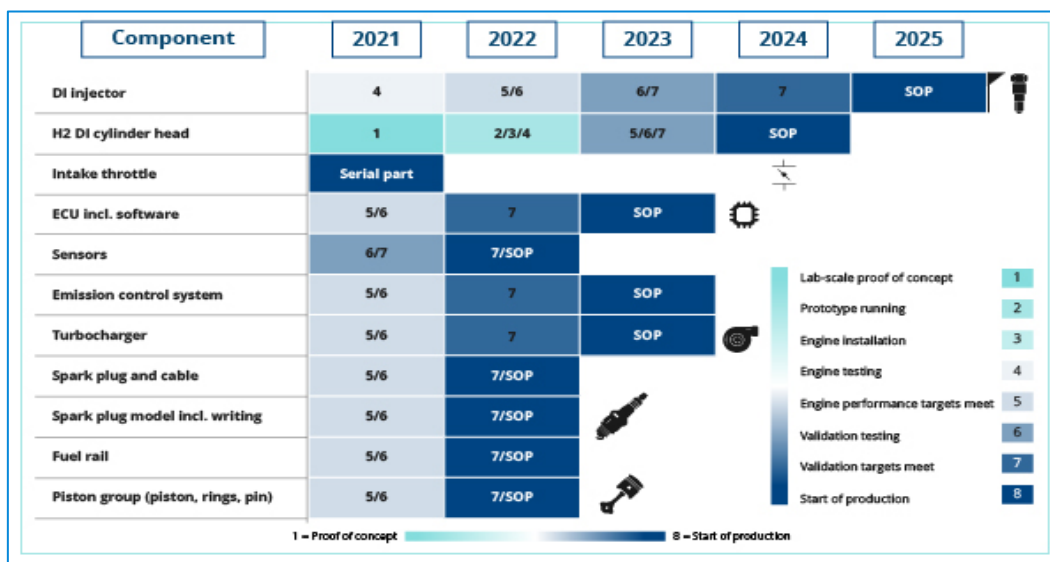 Component 2021 2022 2023 2024 2025
DI injector 4 5/6 6/7 7 SOP
H2 DI cylinder head 1 2/3/4 5/6/7 SOP
Intake throttle Serial part
ECU incl. software 5/6 7 SOP
Sensors 6/7 7/SOP
Emission control system 5/6 7 SOP
Turbocharger 5/6 7 SOP
Spark plug and cable 5/6 7/SOP
Spark plug model incl. writing 5/6 7/SOP
Fuel rail 5/6 7/SOP
Piston group (piston, rings, pin) 5/6 7/SOP
Lab-scale proof of concept 1
Prototype running 2
Engine installation 3
Engine testing 4
Engine performance targets meet 5
Validation testing 6
Validation targets meet 7
Start of production 8
1 = Proof of concept 8 = Start of production